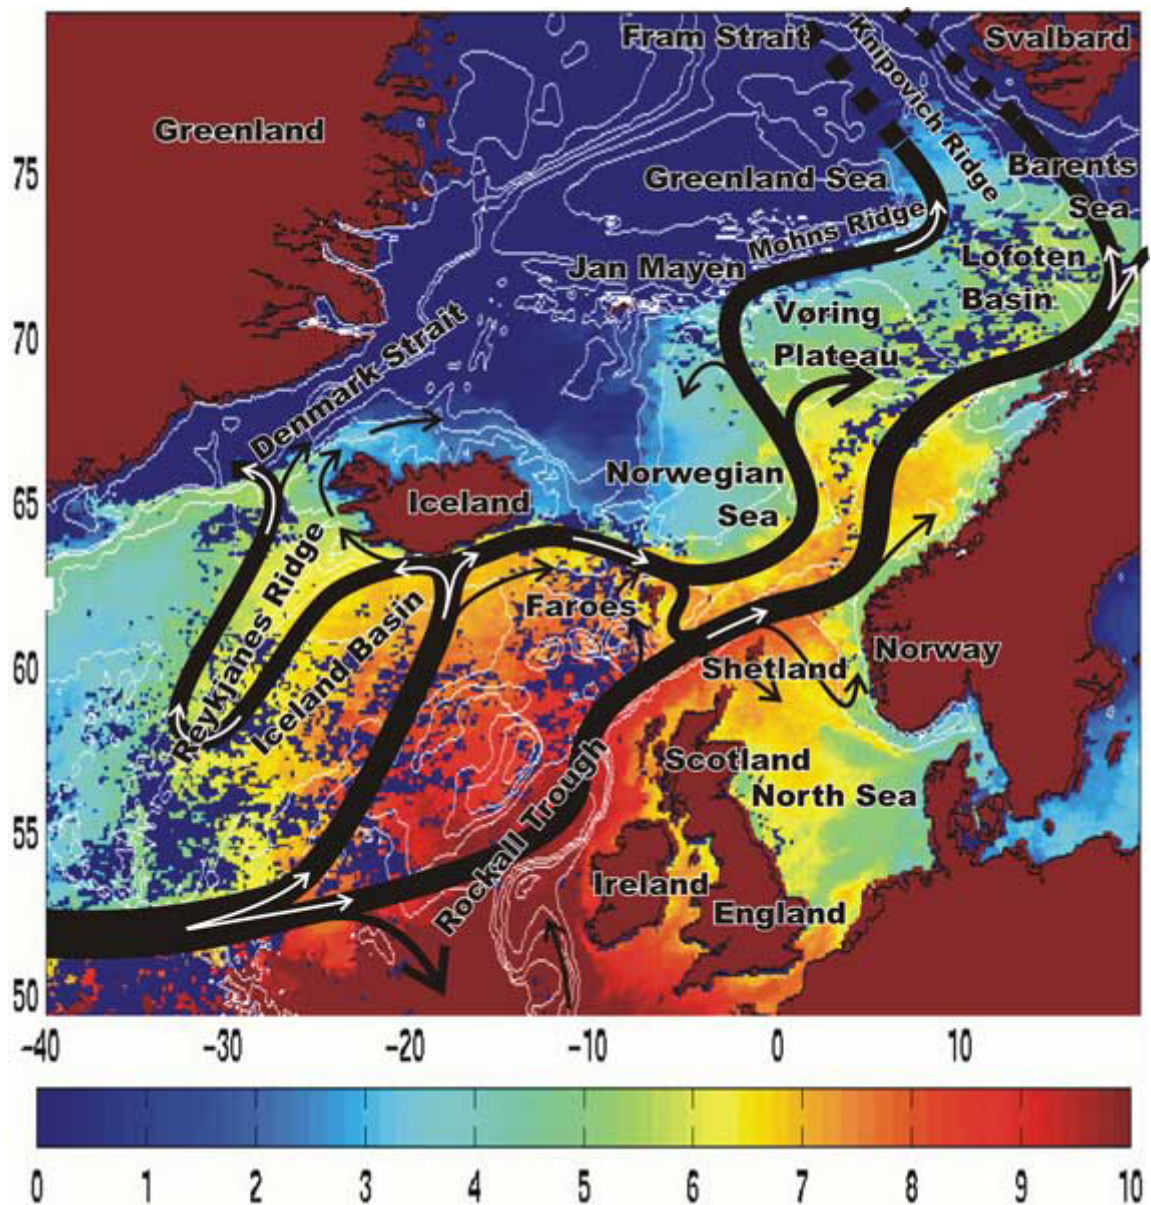 Fram Strait
Svalbard
Knipovich Ridge
Greenland
75
Greenland Sea
Barents
Sea
Mohns Ridge
Jan Mayen
Lofoten
Basin
Vøring
Plateau
70
Denmark Strait
Norwegian
Sea
Iceland
65
Reykjanes Ridge
Iceland Basin
Faroes
60
Shetland
Norway
Scotland
North Sea
Rockall Trough
55
Ireland
England
50
-40 -30 -20 -10 0 10
0 1 2 3 4 5 6 7 8 9 10